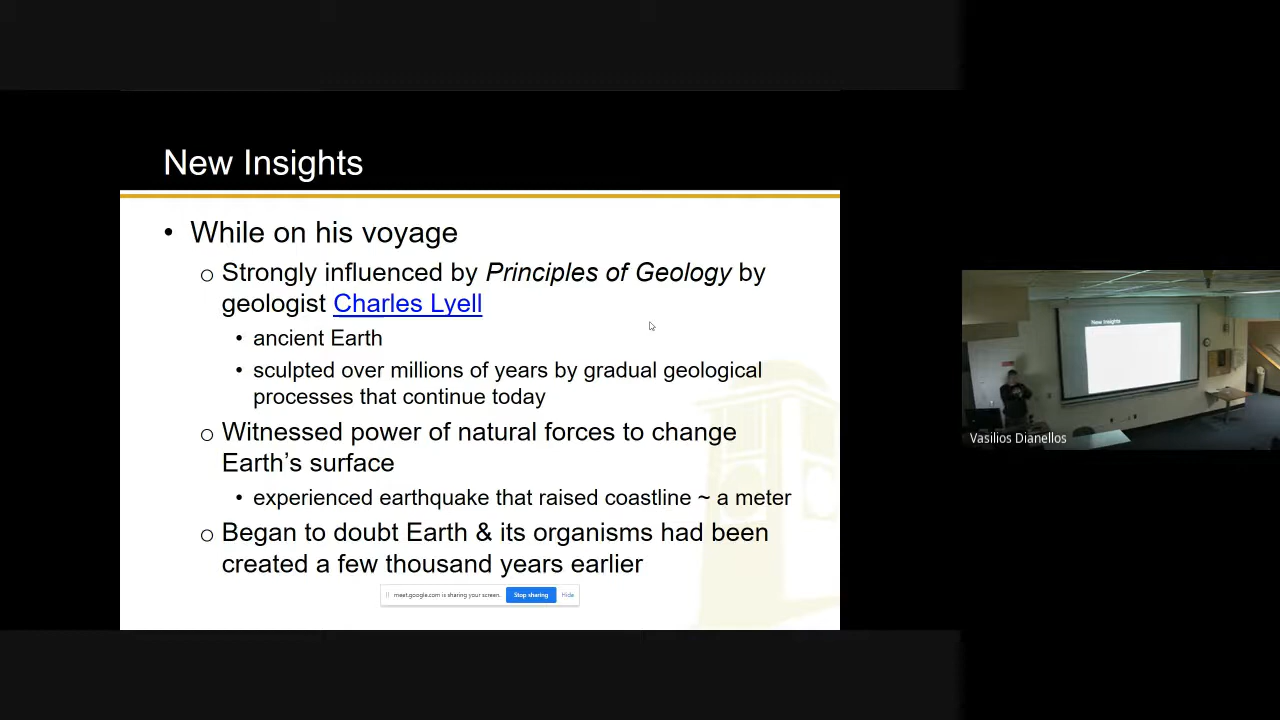 New Insights
• While on his voyage
o Strongly influenced by Principles of Geology by
geologist Charles Lyell
• ancient Earth
• sculpted over millions of years by gradual geological
processes that continue today
o Witnessed power of natural forces to change
Earth's surface
• experienced earthquake that raised coastline ~ a meter
o Began to doubt Earth & its organisms had been
created a few thousand years earlier
meet.google.com is sharing your screen. Stop sharing Hide
New Insights
Vasilios Dianellos